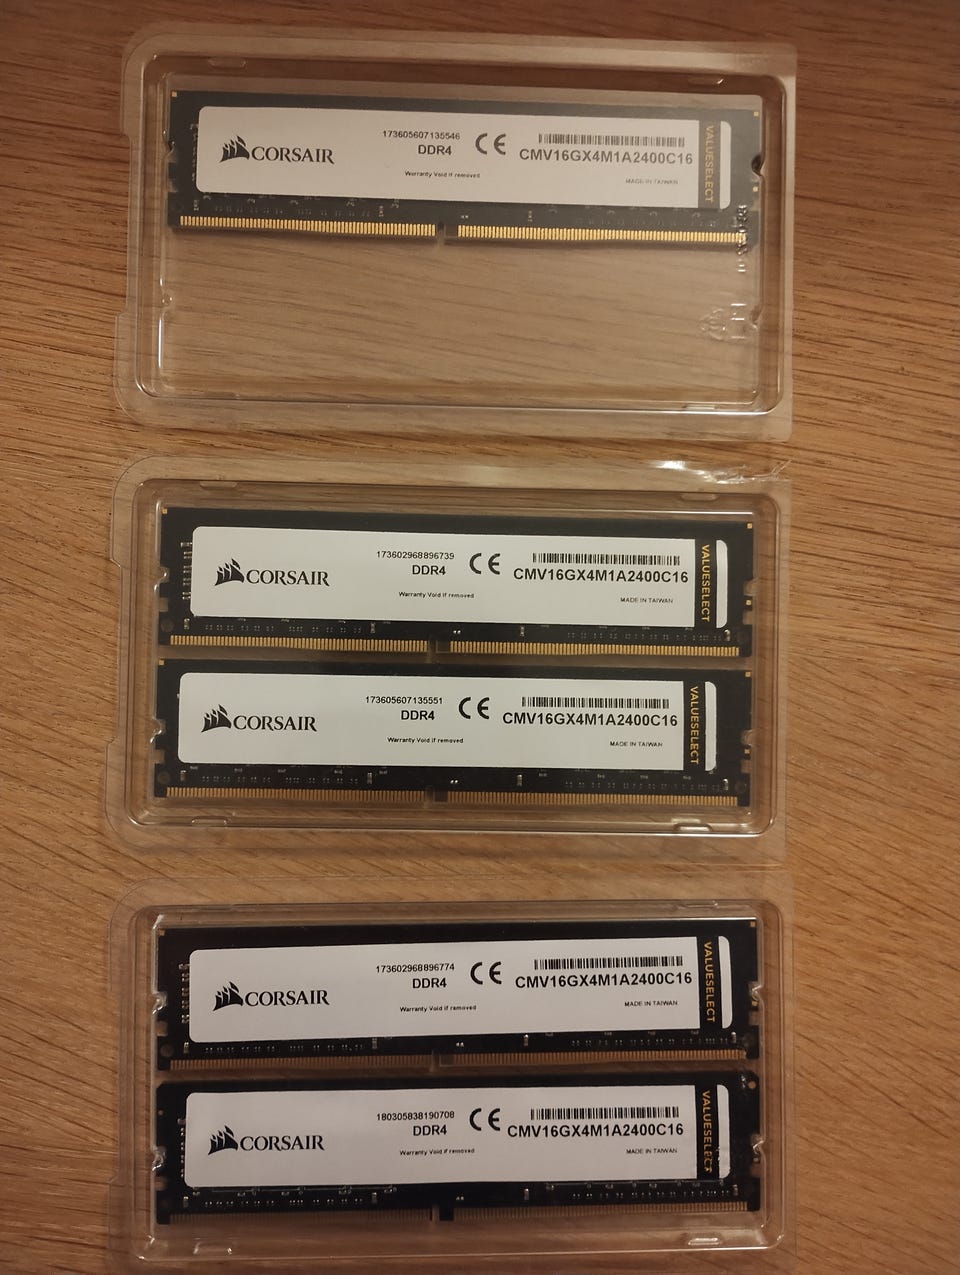 CORSAIR
173605607135546
DDR4
CE
CMV16GX4M1A2400C16
Warranty Void if removed
MADE IN TAIWAN
VALUESELECT
CORSAIR
173602968896739
DDR4
CE
CMV16GX4M1A2400C16
Warranty Void if removed
MADE IN TAIWAN
VALUESELECT
CORSAIR
173605607135551
DDR4
CE
CMV16GX4M1A2400C16
Warranty Void if removed
MADE IN TAIWAN
VALUESELECT
CORSAIR
173602968896774
DDR4
CE
CMV16GX4M1A2400C16
Warranty Void if removed
MADE IN TAIWAN
VALUESELECT
CORSAIR
180305838190708
DDR4
CE
CMV16GX4M1A2400C16
Warranty Void if removed
MADE IN TAIWAN
VALUESELECT